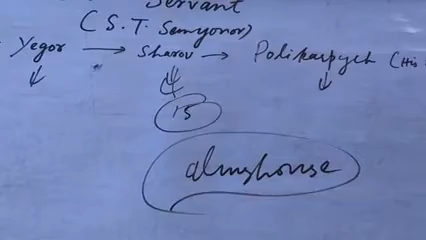 Servant
(S.T. Semyonov)
Yegor → Sharov → Polikarpych (His
15
almshouse